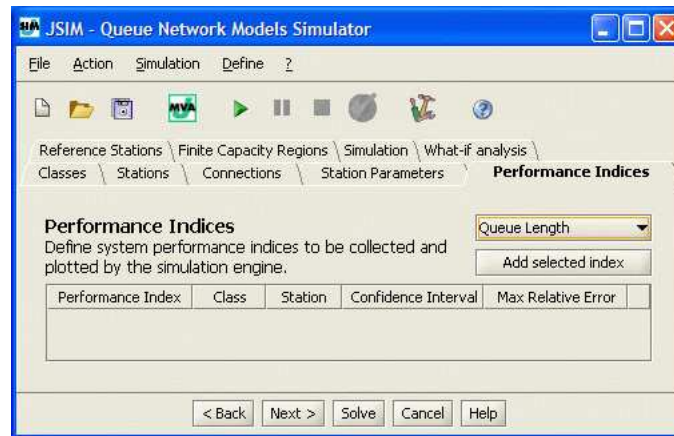 JSIM - Queue Network Models Simulator
File Action Simulation Define ?
MVA
Reference Stations Finite Capacity Regions Simulation What-if analysis
Classes Stations Connections Station Parameters Performance Indices
Performance Indices
Queue Length
Define system performance indices to be collected and
plotted by the simulation engine.
Add selected index
Performance Index Class Station Confidence Interval Max Relative Error
< Back Next > Solve Cancel Help